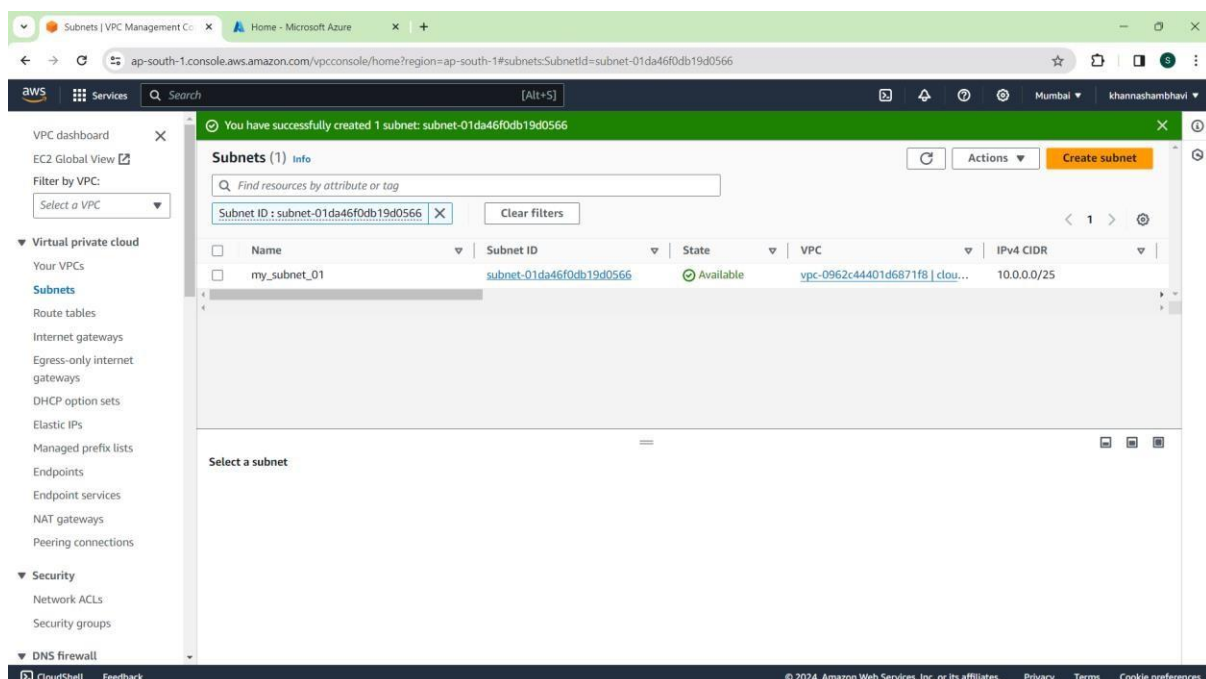 Subnets | VPC Management Co
Home - Microsoft Azure
ap-south-1.console.aws.amazon.com/vpcconsole/home?region=ap-south-1#subnets:SubnetId=subnet-01da46f0db19d0566
S
aws Services Search [Alt+S] Mumbai khannashambhavi
VPC dashboard
EC2 Global View
Filter by VPC:
Select a VPC
Virtual private cloud
Your VPCs
Subnets
Route tables
Internet gateways
Egress-only internet
gateways
DHCP option sets
Elastic IPs
Managed prefix lists
Endpoints
Endpoint services
NAT gateways
Peering connections
Security
Network ACLs
Security groups
DNS firewall
You have successfully created 1 subnet: subnet-01da46f0db19d0566
Subnets (1) Info
Actions
Create subnet
Find resources by attribute or tag
Subnet ID : subnet-01da46f0db19d0566
Clear filters
1
Name Subnet ID State VPC IPv4 CIDR
my_subnet_01 subnet-01da46f0db19d0566 Available vpc-0962c44401d6871f8 | clou... 10.0.0.0/25
Select a subnet
CloudShell Feedback © 2024, Amazon Web Services, Inc. or its affiliates. Privacy Terms Cookie preferences